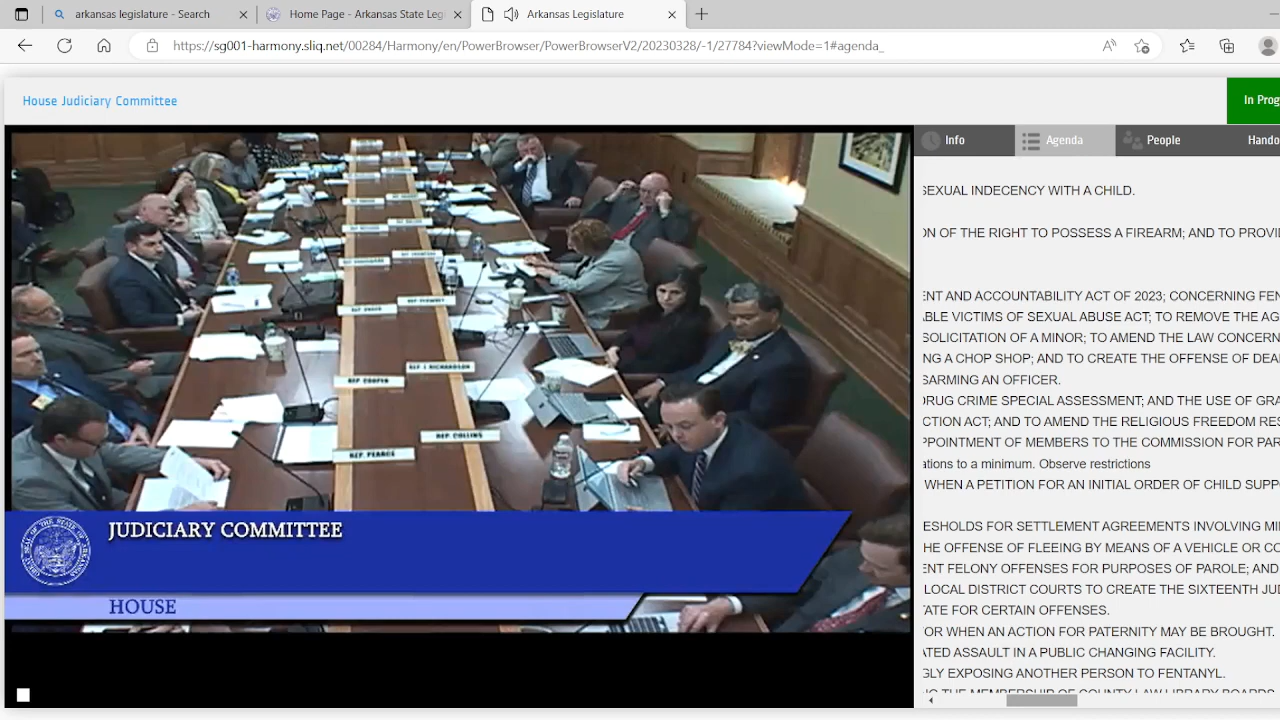 arkansas legislature - Search
Home Page - Arkansas State Leg
Arkansas Legislature
https://sg001-harmony.sliq.net/00284/Harmony/en/PowerBrowser/PowerBrowserV2/20230328/-1/27784?viewMode=1#agenda_
House Judiciary Committee
In Prog
Info
Agenda
People
Hando
SEXUAL INDECENCY WITH A CHILD.
ON OF THE RIGHT TO POSSESS A FIREARM; AND TO PROVID
ENT AND ACCOUNTABILITY ACT OF 2023; CONCERNING FEN
ABLE VICTIMS OF SEXUAL ABUSE ACT; TO REMOVE THE AG
SOLICITATION OF A MINOR; TO AMEND THE LAW CONCERN
NG A CHOP SHOP; AND TO CREATE THE OFFENSE OF DEA
SARMING AN OFFICER.
DRUG CRIME SPECIAL ASSESSMENT; AND THE USE OF GRA
CTION ACT; AND TO AMEND THE RELIGIOUS FREEDOM RES
PPOINTMENT OF MEMBERS TO THE COMMISSION FOR PAR
ations to a minimum. Observe restrictions
WHEN A PETITION FOR AN INITIAL ORDER OF CHILD SUPP
ESHOLDS FOR SETTLEMENT AGREEMENTS INVOLVING MI
HE OFFENSE OF FLEEING BY MEANS OF A VEHICLE OR CO
ENT FELONY OFFENSES FOR PURPOSES OF PAROLE; AND
LOCAL DISTRICT COURTS TO CREATE THE SIXTEENTH JUD
TATE FOR CERTAIN OFFENSES.
OR WHEN AN ACTION FOR PATERNITY MAY BE BROUGHT.
TED ASSAULT IN A PUBLIC CHANGING FACILITY.
GLY EXPOSING ANOTHER PERSON TO FENTANYL.
THE MEMBERSHIP OF COUNTY LAW LIBRARY BOARDS
REP. J RICHARDSON
REP. COOPER
REP. COLLINS
REP. PEARCE
JUDICIARY COMMITTEE
HOUSE